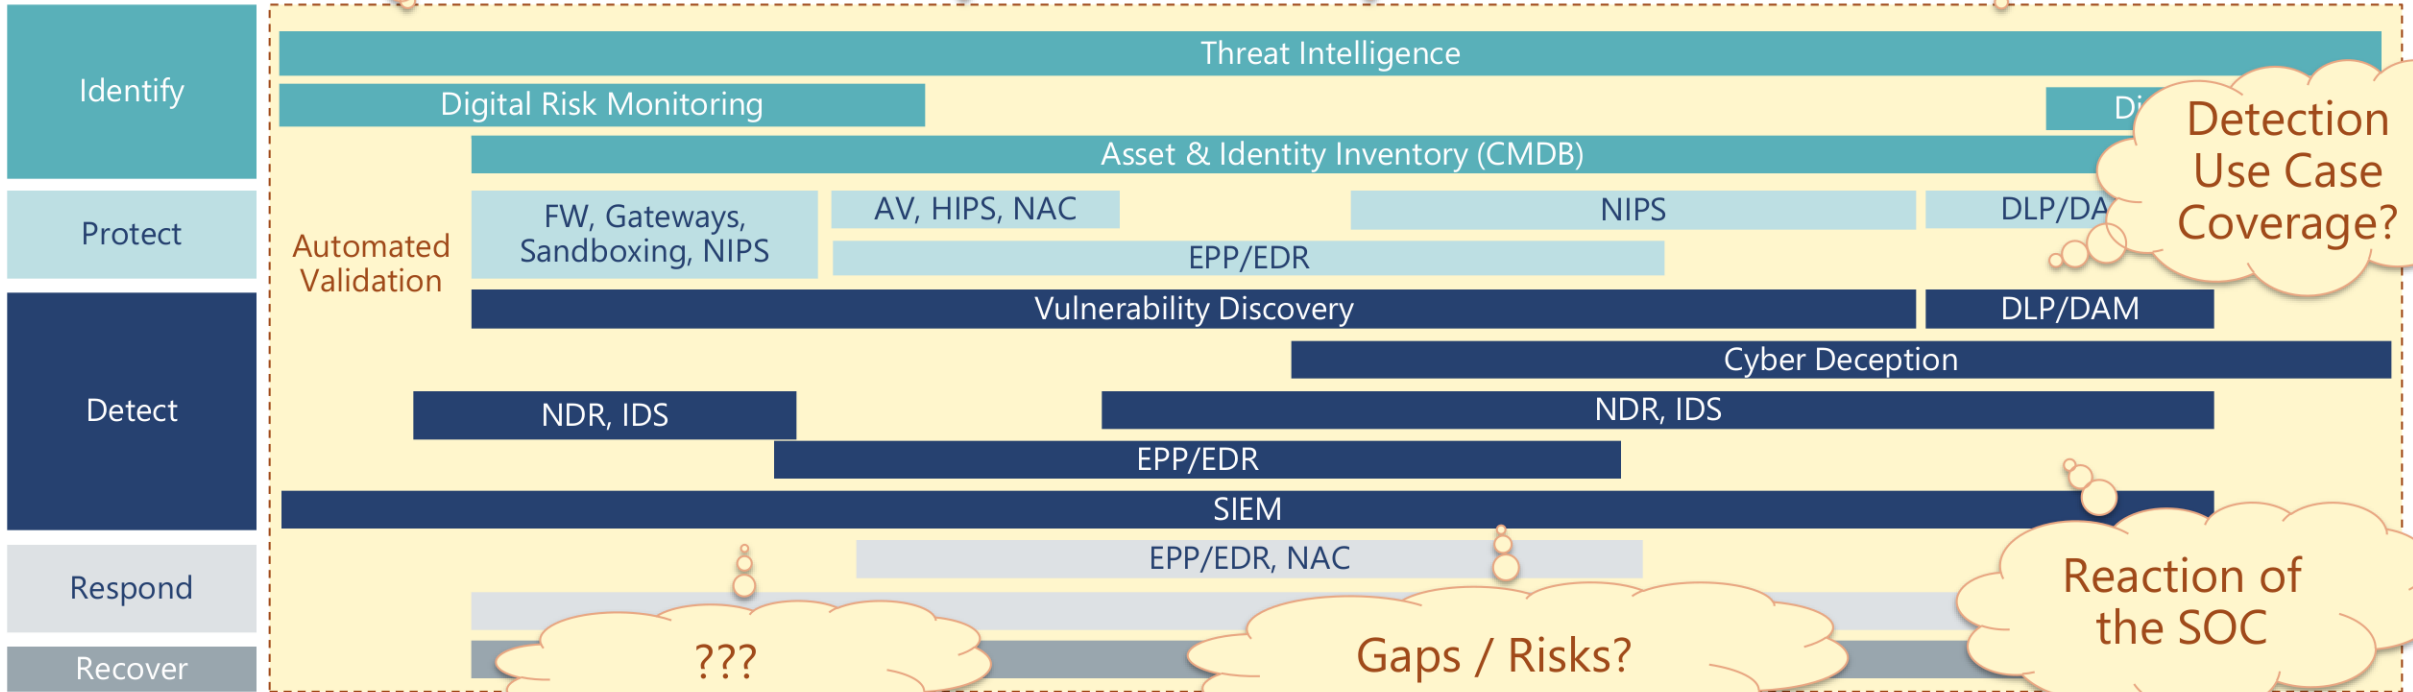 Identify
Threat Intelligence
Digital Risk Monitoring
Asset & Identity Inventory (CMDB)
Detection
Use Case
Coverage?
Protect
Automated
Validation
FW, Gateways,
Sandboxing, NIPS
AV, HIPS, NAC
NIPS
EPP/EDR
Detect
Vulnerability Discovery
DLP/DAM
Cyber Deception
NDR, IDS
NDR, IDS
EPP/EDR
SIEM
Respond
EPP/EDR, NAC
Reaction of
the SOC
Recover
???
Gaps / Risks?